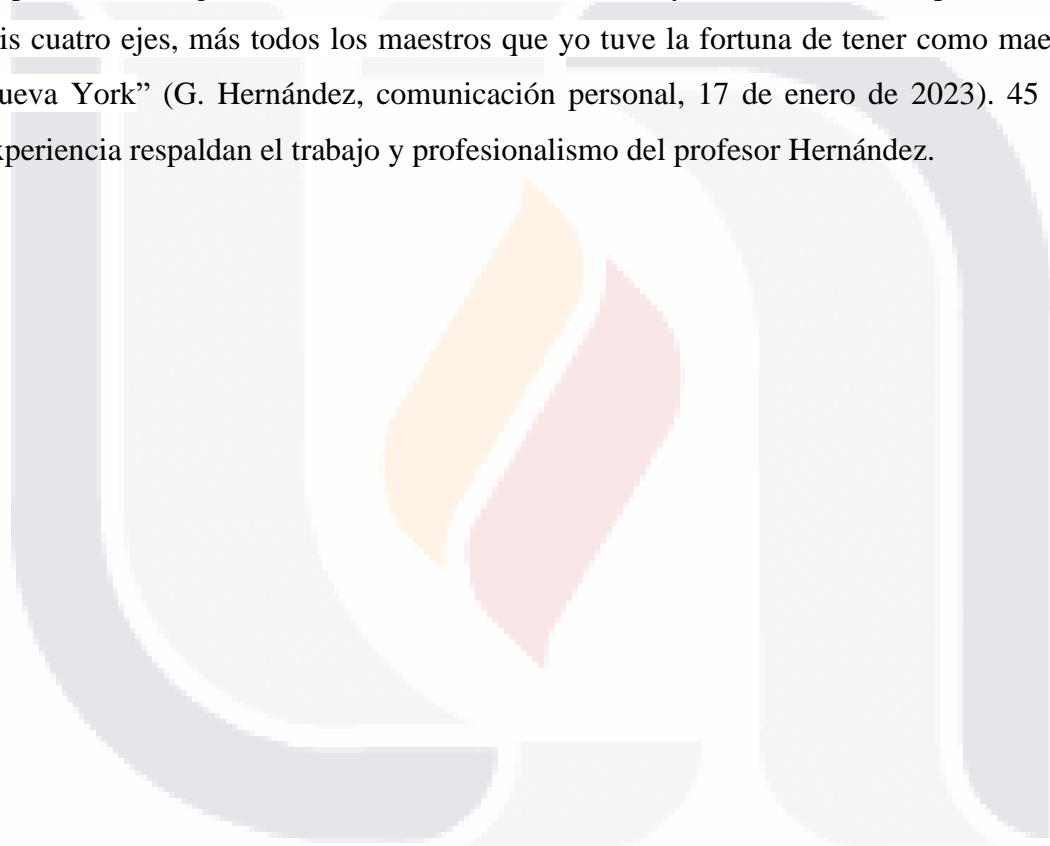 is cuatro ejes, más todos los maestros que yo tuve la fortuna de tener como mae
ueva York” (G. Hernández, comunicación personal, 17 de enero de 2023). 45
xperiencia respaldan el trabajo y profesionalismo del profesor Hernández.